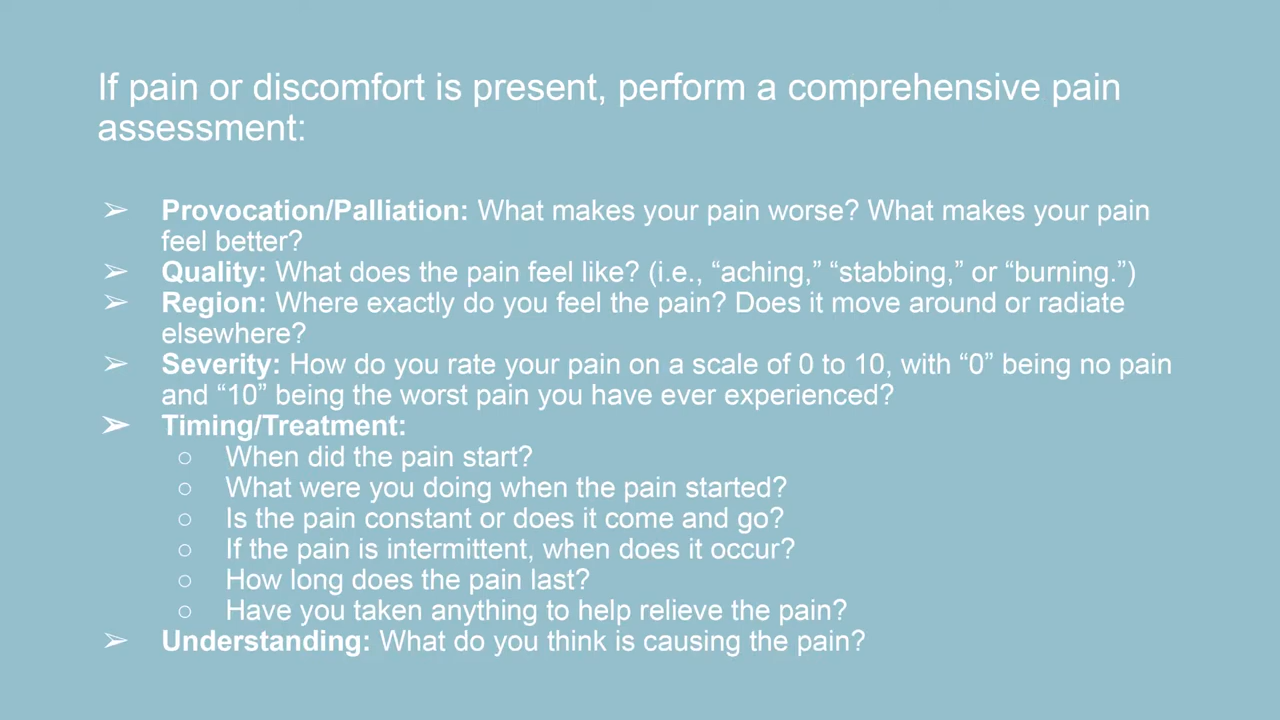 If pain or discomfort is present, perform a comprehensive pain
assessment:
➢ Provocation/Palliation: What makes your pain worse? What makes your pain
feel better?
➢ Quality: What does the pain feel like? (i.e., “aching,” “stabbing,” or “burning.”)
➢ Region: Where exactly do you feel the pain? Does it move around or radiate
elsewhere?
➢ Severity: How do you rate your pain on a scale of 0 to 10, with “0” being no pain
and “10” being the worst pain you have ever experienced?
➢ Timing/Treatment:
○ When did the pain start?
○ What were you doing when the pain started?
○ Is the pain constant or does it come and go?
○ If the pain is intermittent, when does it occur?
○ How long does the pain last?
○ Have you taken anything to help relieve the pain?
➢ Understanding: What do you think is causing the pain?